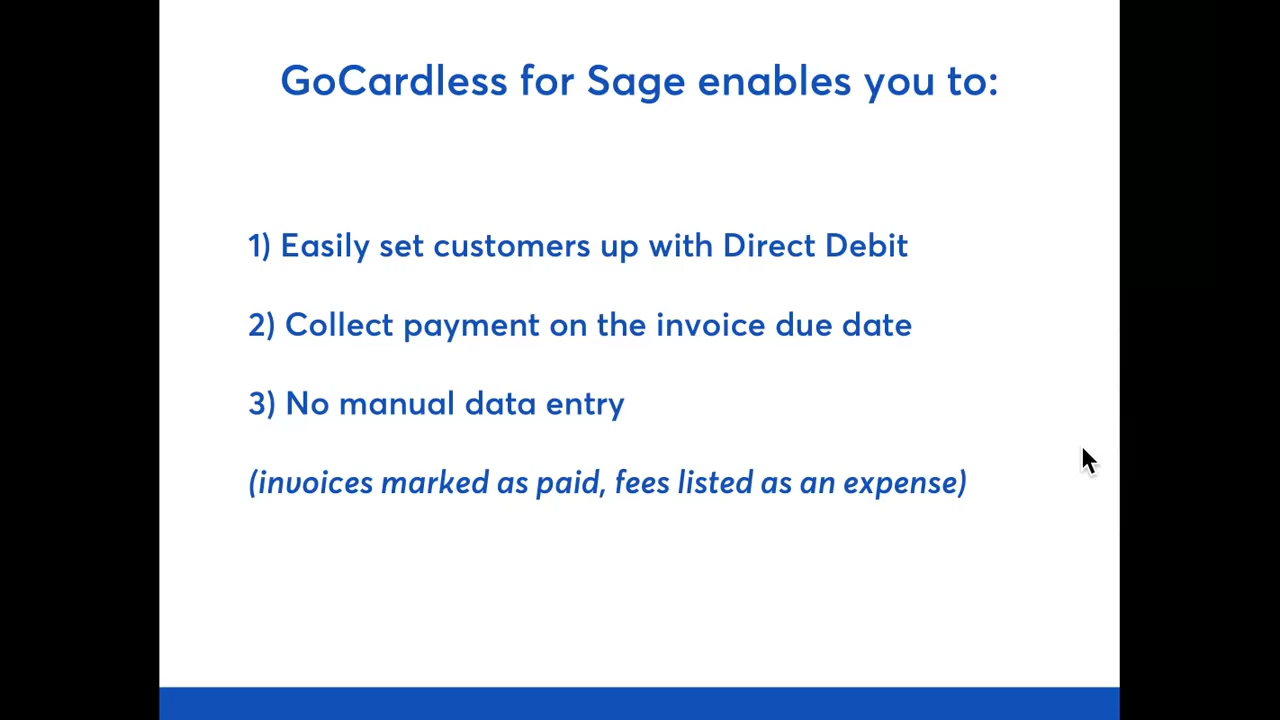 GoCardless for Sage enables you to:
1) Easily set customers up with Direct Debit
2) Collect payment on the invoice due date
3) No manual data entry
(invoices marked as paid, fees listed as an expense)